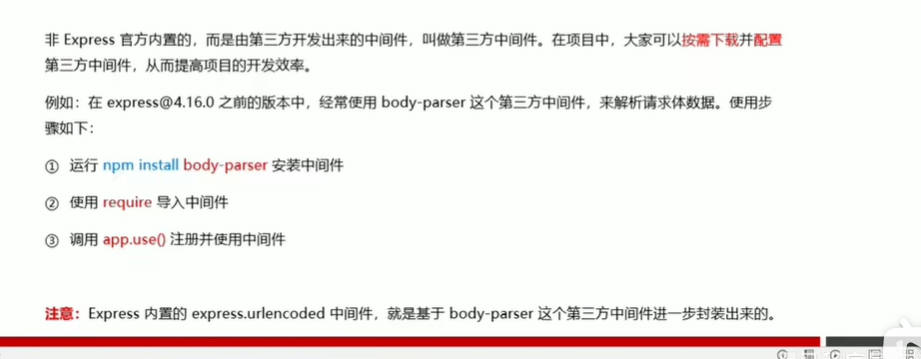 非 Express 官方内置的，而是由第三方开发出来的中间件，叫做第三方中间件。在项目中，大家可以按需下载并配置
第三方中间件，从而提高项目的开发效率。
例如：在 express@4.16.0 之前的版本中，经常使用 body-parser 这个第三方中间件，来解析请求体数据。使用步
骤如下：
① 运行 npm install body-parser 安装中间件
② 使用 require 导入中间件
③ 调用 app.use() 注册并使用中间件
注意：Express 内置的 express.urlencoded 中间件，就是基于 body-parser 这个第三方中间件进一步封装出来的。